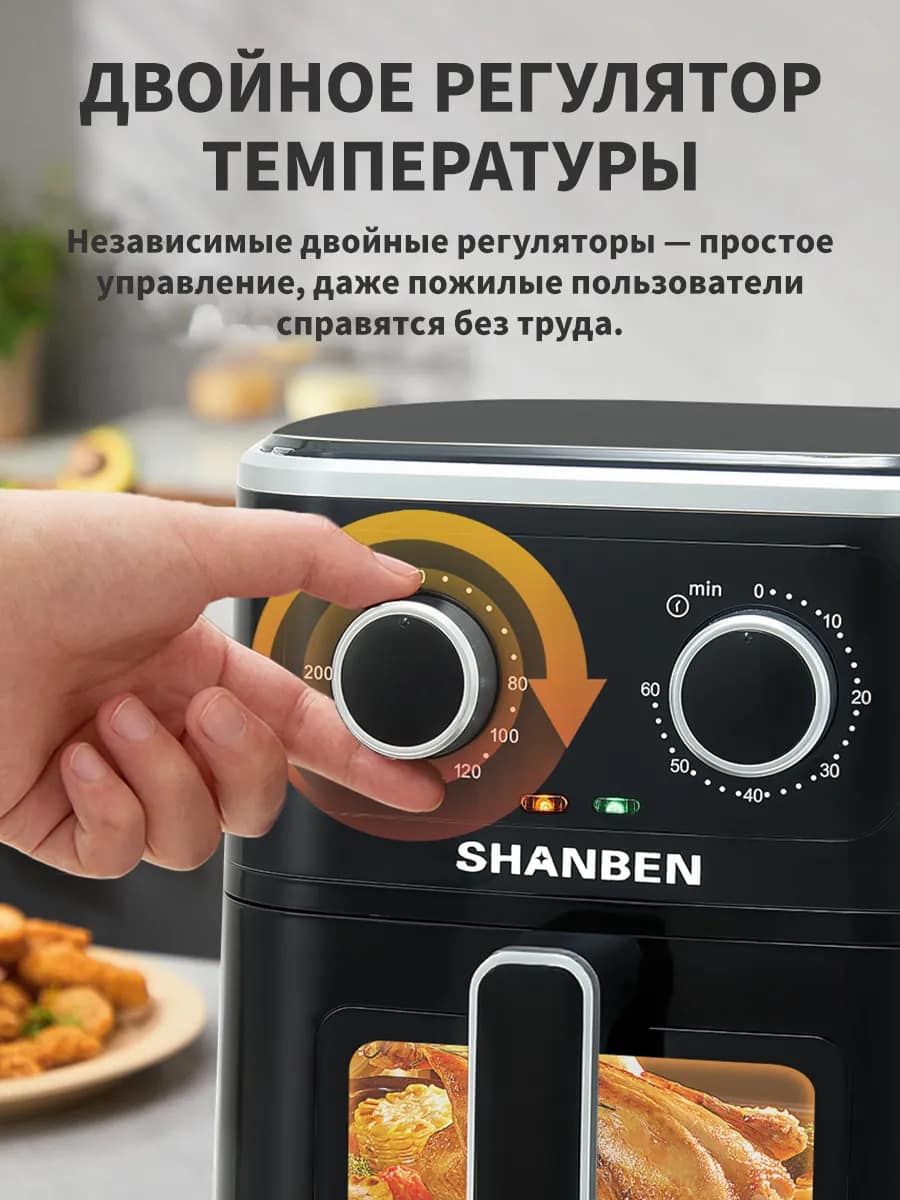 ДВОЙНОЕ РЕГУЛЯТОР
ТЕМПЕРАТУРЫ
Независимые двойные регуляторы — простое
управление, даже пожилые пользователи
справятся без труда.
min
0
10
20
30
40
50
60
0
80
100
120
200
SHANBEN